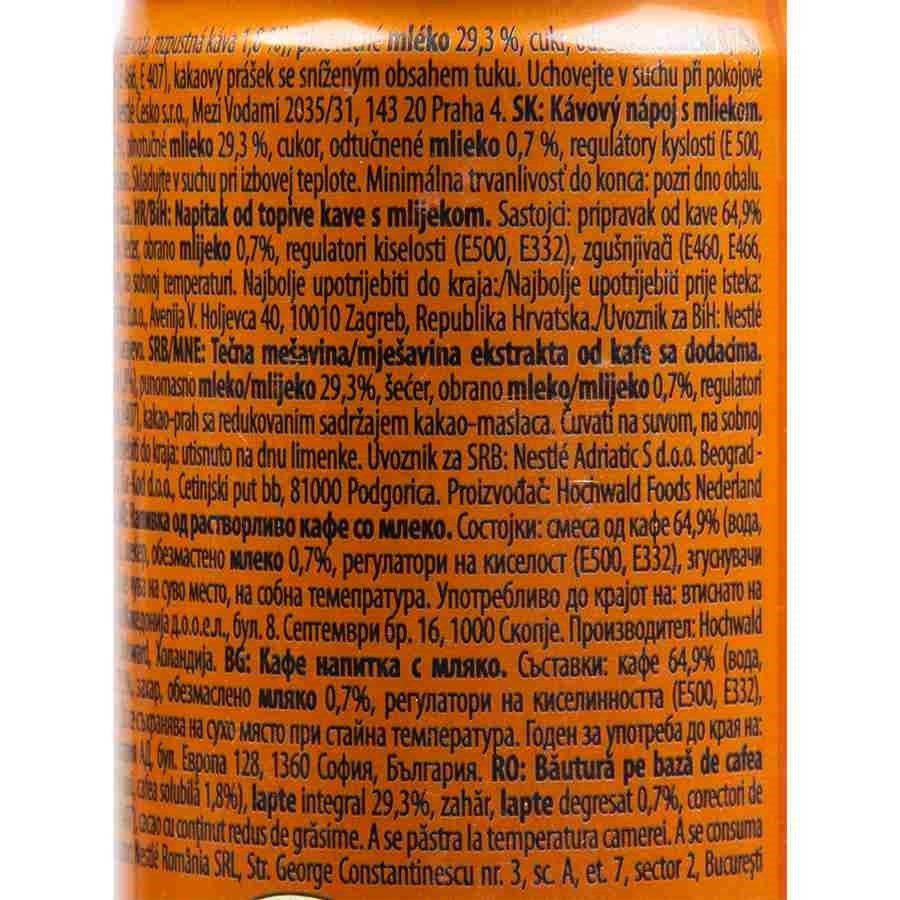 rozpustná káva 1,8 %), plnotučné mléko 29,3 %, cukr,
E 407), kakaový prášek se sníženým obsahem tuku. Uchovejte v suchu při pokojové
Česko s.r.o., Mezi Vodami 2035/31, 143 20 Praha 4. SK: Kávový nápoj s mliekom.
mlieko 29,3 %, cukor, odtučnené mlieko 0,7 %, regulátory kyslosti (E 500,
Skladujte v suchu pri izbovej teplote. Minimálna trvanlivosť do konca: pozri dno obalu.
HR/BiH: Napitak od topive kave s mlijekom. Sastojci: pripravak od kave 64,9%
obrano mlijeko 0,7%, regulatori kiselosti (E500, E332), zgušnjivači (E460, E466,
sobnoj temperaturi. Najbolje upotrijebiti do kraja:/Najbolje upotrijebiti prije isteka:
d.o.o., Avenija V. Holjevca 40, 10010 Zagreb, Republika Hrvatska./Uvoznik za BiH: Nestlé
SRB/MNE: Tečna mešavina/mješavina ekstrakta od kafe sa dodacima.
punomasno mleko/mlijeko 29,3%, šećer, obrano mleko/mlijeko 0,7%, regulatori
kakao-prah sa redukovanim sadržajem kakao-maslaca. Čuvati na suvom, na sobnoj
do kraja: utisnuto na dnu limenke. Uvoznik za SRB: Nestlé Adriatic S d.o.o. Beograd -
d.o.o., Cetinjski put bb, 81000 Podgorica. Proizvođač: Hochwald Foods Nederland
Напивка од растворливо кафе со млеко. Состојки: смеса од кафе 64,9% (вода,
обезмастено млеко 0,7%, регулатори на киселост (E500, E332), згуснувачи
на суво место, на собна температура. Употребливо до крајот на: втиснато на
д.о.о.е.л., бул. 8. Септември бр. 16, 1000 Скопје. Производител: Hochwald
Холандија. BG: Кафе напитка с мляко. Съставки: кафе 64,9% (вода,
захар, обезмаслено мляко 0,7%, регулатори на киселинността (E500, E332),
съхранява на сухо място при стайна температура. Годен за употреба до края на:
АД, бул. Европа 128, 1360 София, България. RO: Băutură pe bază de cafea
cafea solubilă 1,8%), lapte integral 29,3%, zahăr, lapte degresat 0,7%, corectori de
cacao cu conținut redus de grăsime. A se păstra la temperatura camerei. A se consuma
Nestlé România SRL, Str. George Constantinescu nr. 3, sc. A, et. 7, sector 2, București